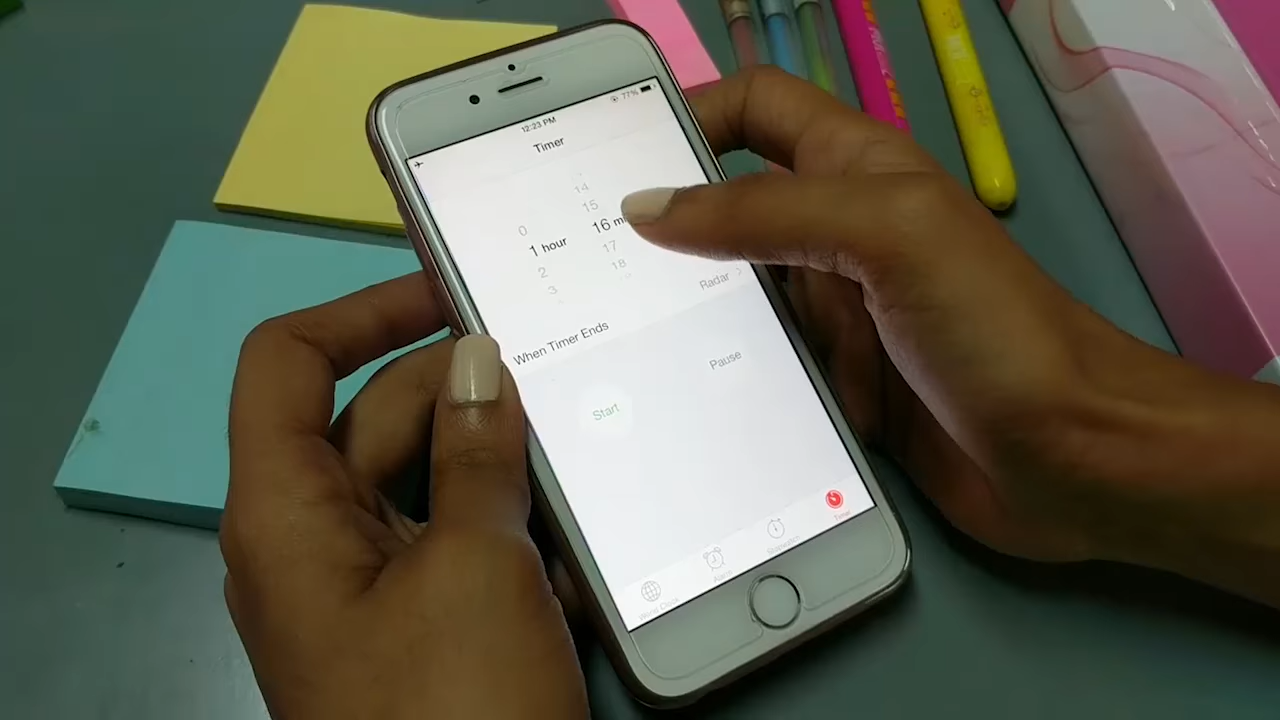 12:23 PM
77%
Timer
14
15
0
16
1 hour
17
2
18
3
Radar
When Timer Ends
Pause
Start
Timer